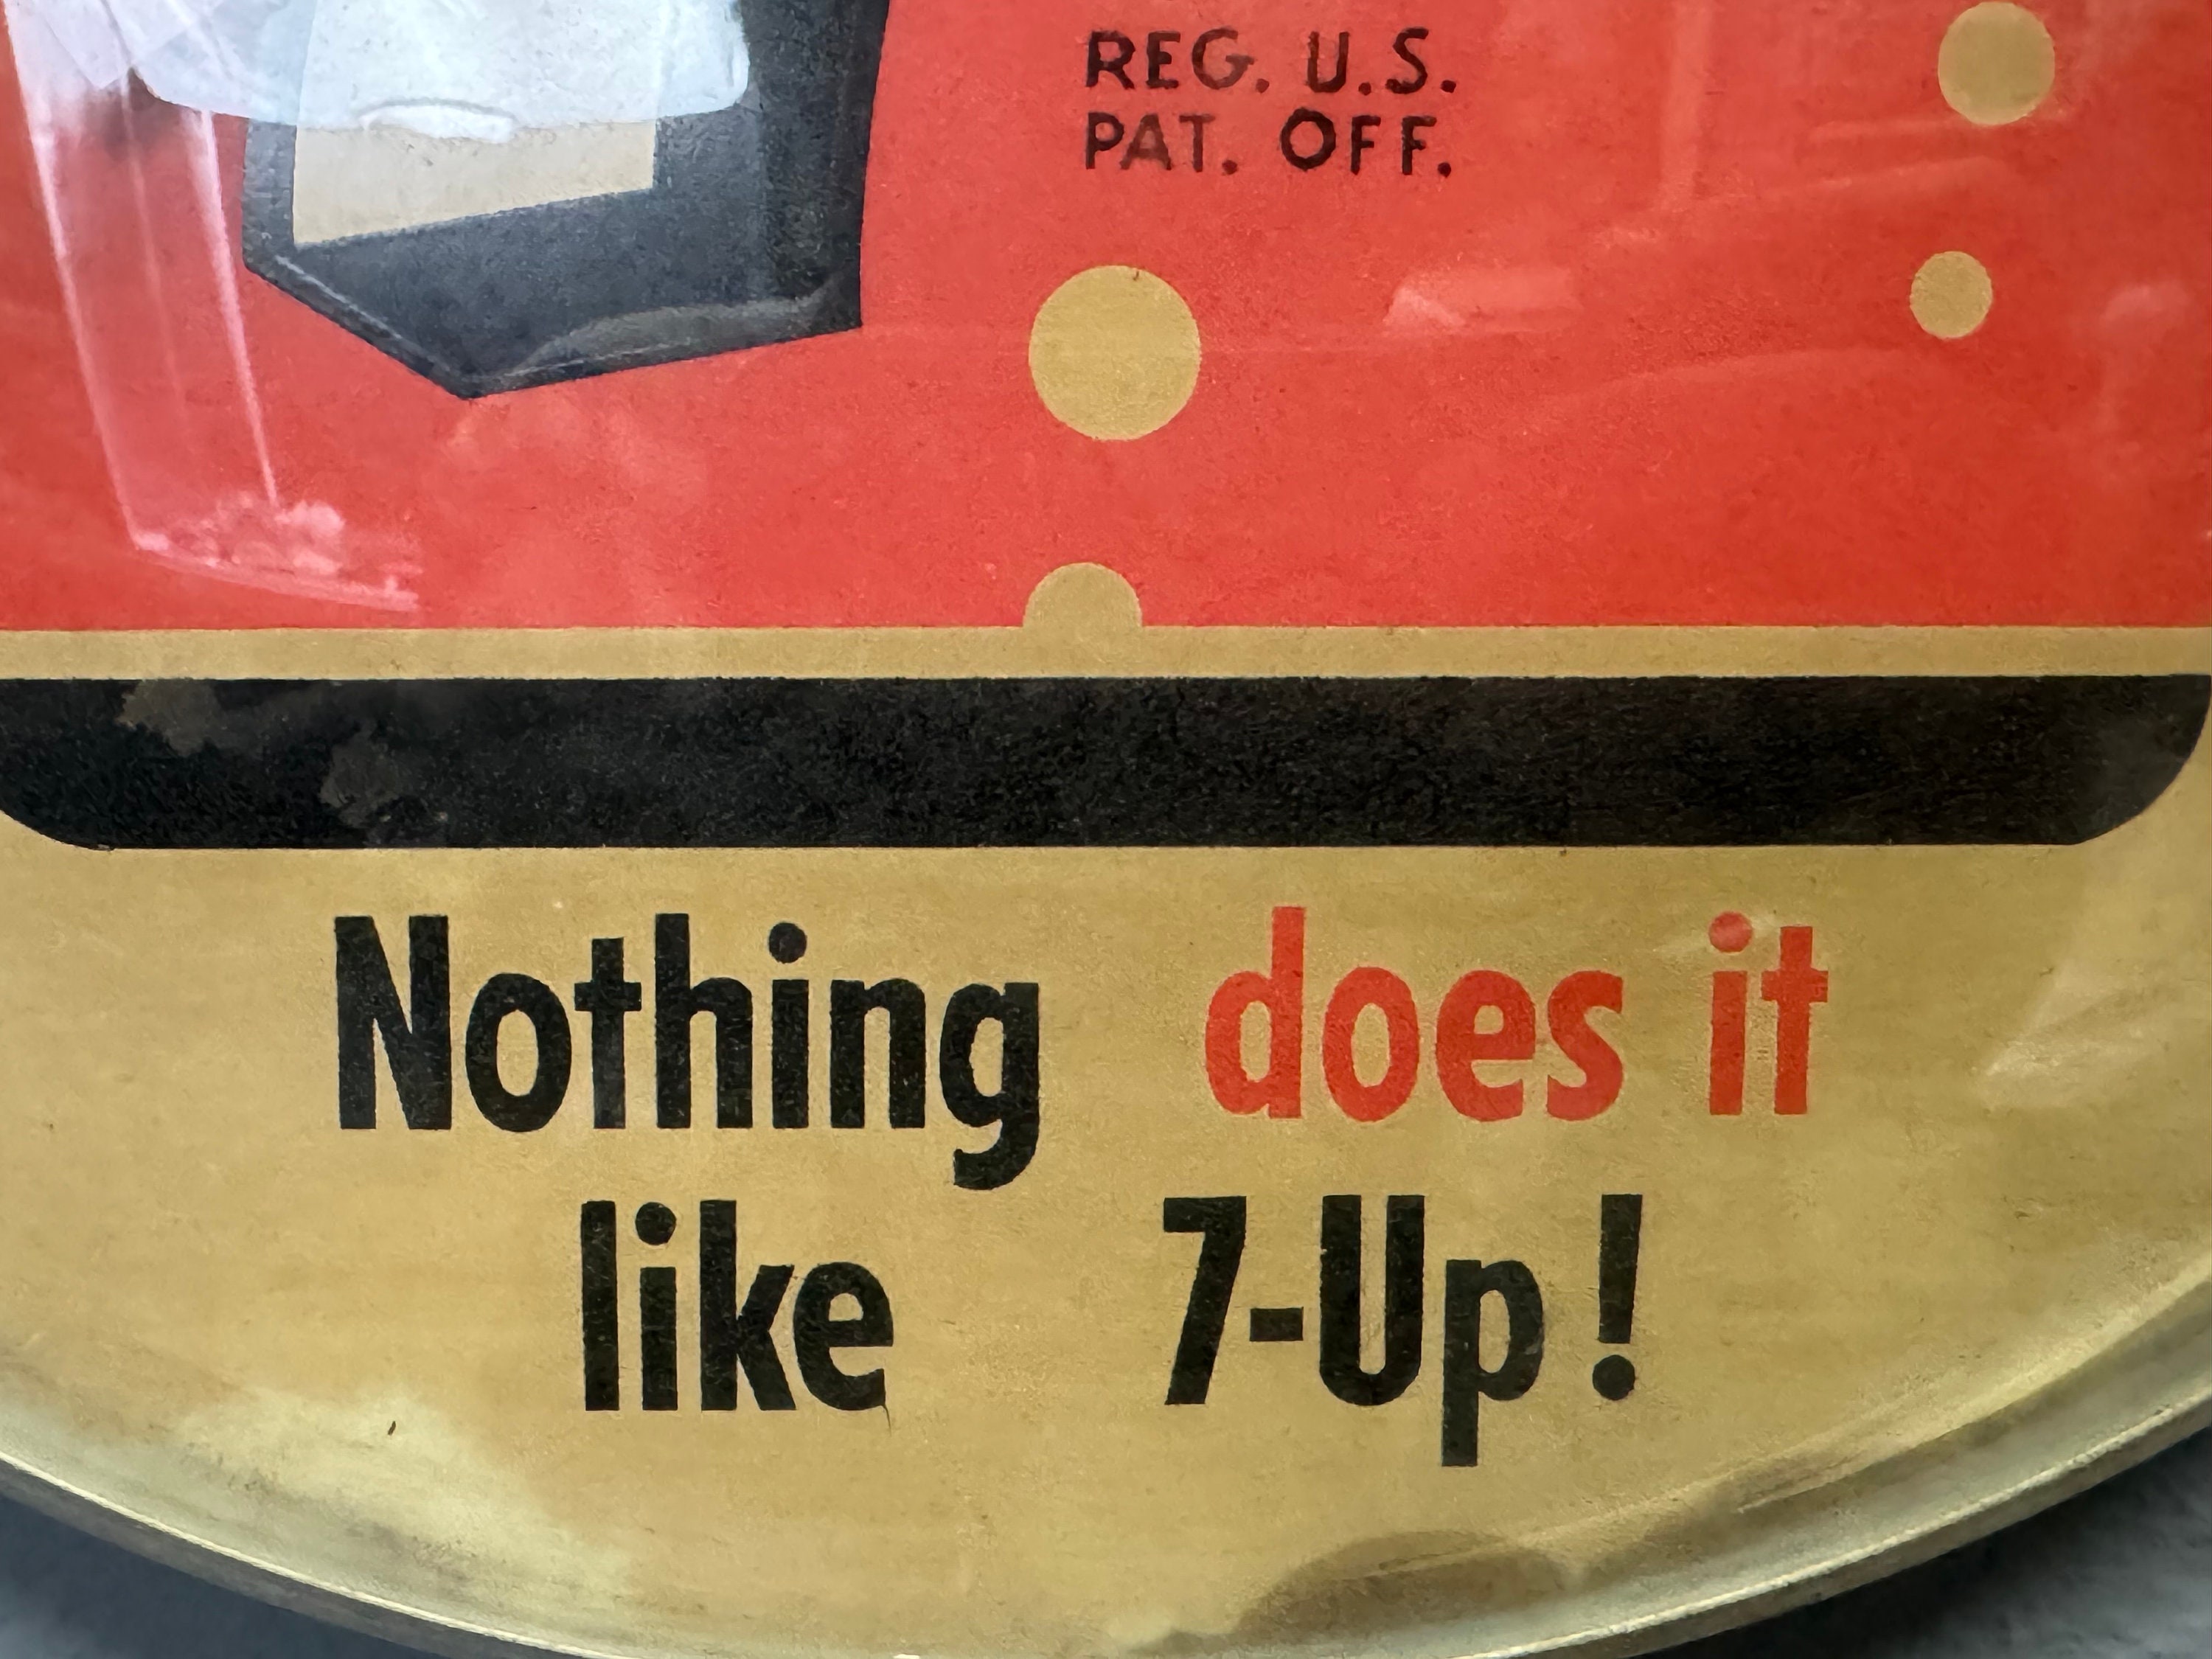 REG. U.S.
PAT. OFF.
Nothing does it
like 7-Up!